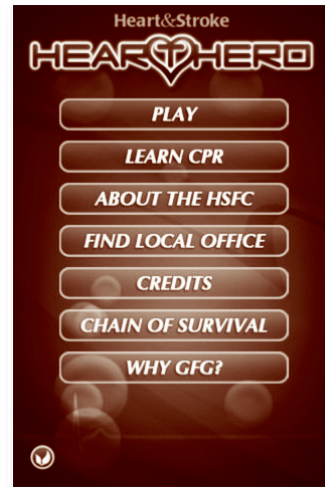 Heart&Stroke
HEARTHERO
PLAY
LEARN CPR
ABOUT THE HSFC
FIND LOCAL OFFICE
CREDITS
CHAIN OF SURVIVAL
WHY GFG?